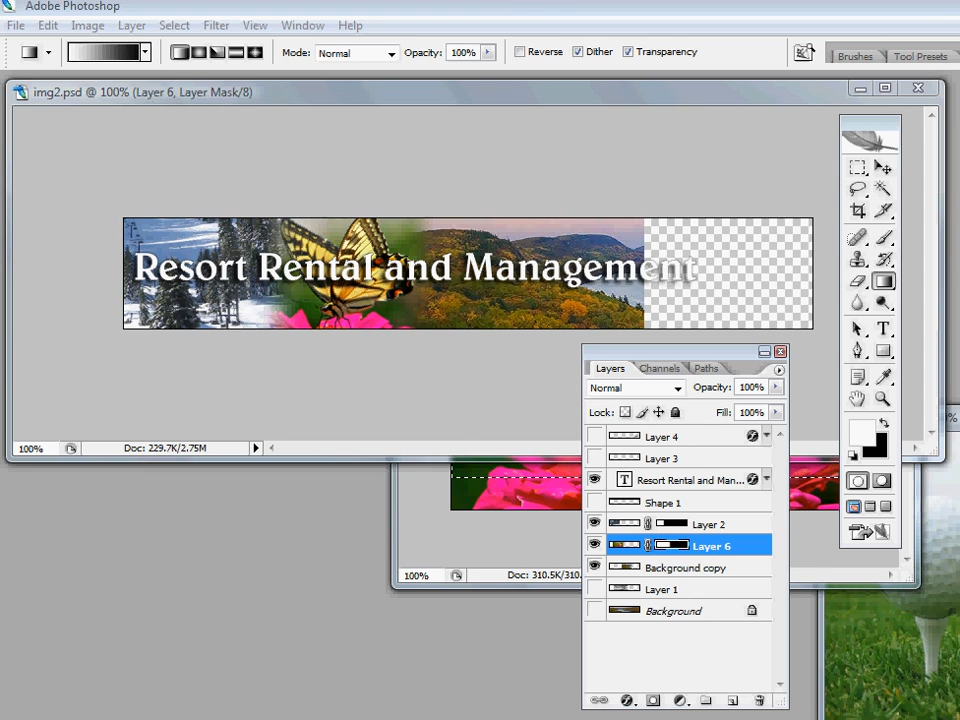 Adobe Photoshop
File Edit Image Layer Select Filter View Window Help
Mode: Normal Opacity: 100% Reverse Dither Transparency Brushes Tool Presets
img2.psd @ 100% (Layer 6, Layer Mask/8)
Resort Rental and Management
Layers Channels Paths
Normal Opacity: 100%
Lock: Fill: 100%
Layer 4
Layer 3
T Resort Rental and Man...
Shape 1
Layer 2
Layer 6
Background copy
Layer 1
Background
100% Doc: 229.7K/2.75M
100% Doc: 310.5K/310.